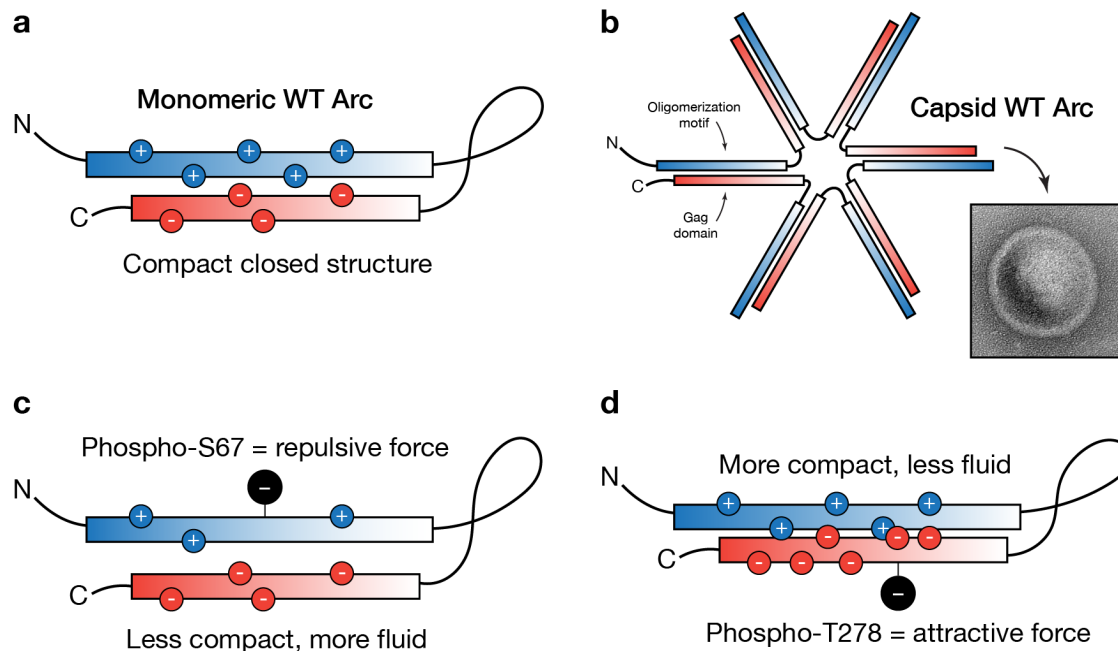 a
Monomeric WT Arc
N
+ + +
+ +
- -
- -
C
Compact closed structure
b
Oligomerization
motif
Capsid WT Arc
N
C
Gag
domain
c
Phospho-S67 = repulsive force
N
-
+ +
+
- -
- -
C
Less compact, more fluid
d
More compact, less fluid
N
+ + +
+ +
- - -
- - -
C
-
Phospho-T278 = attractive force